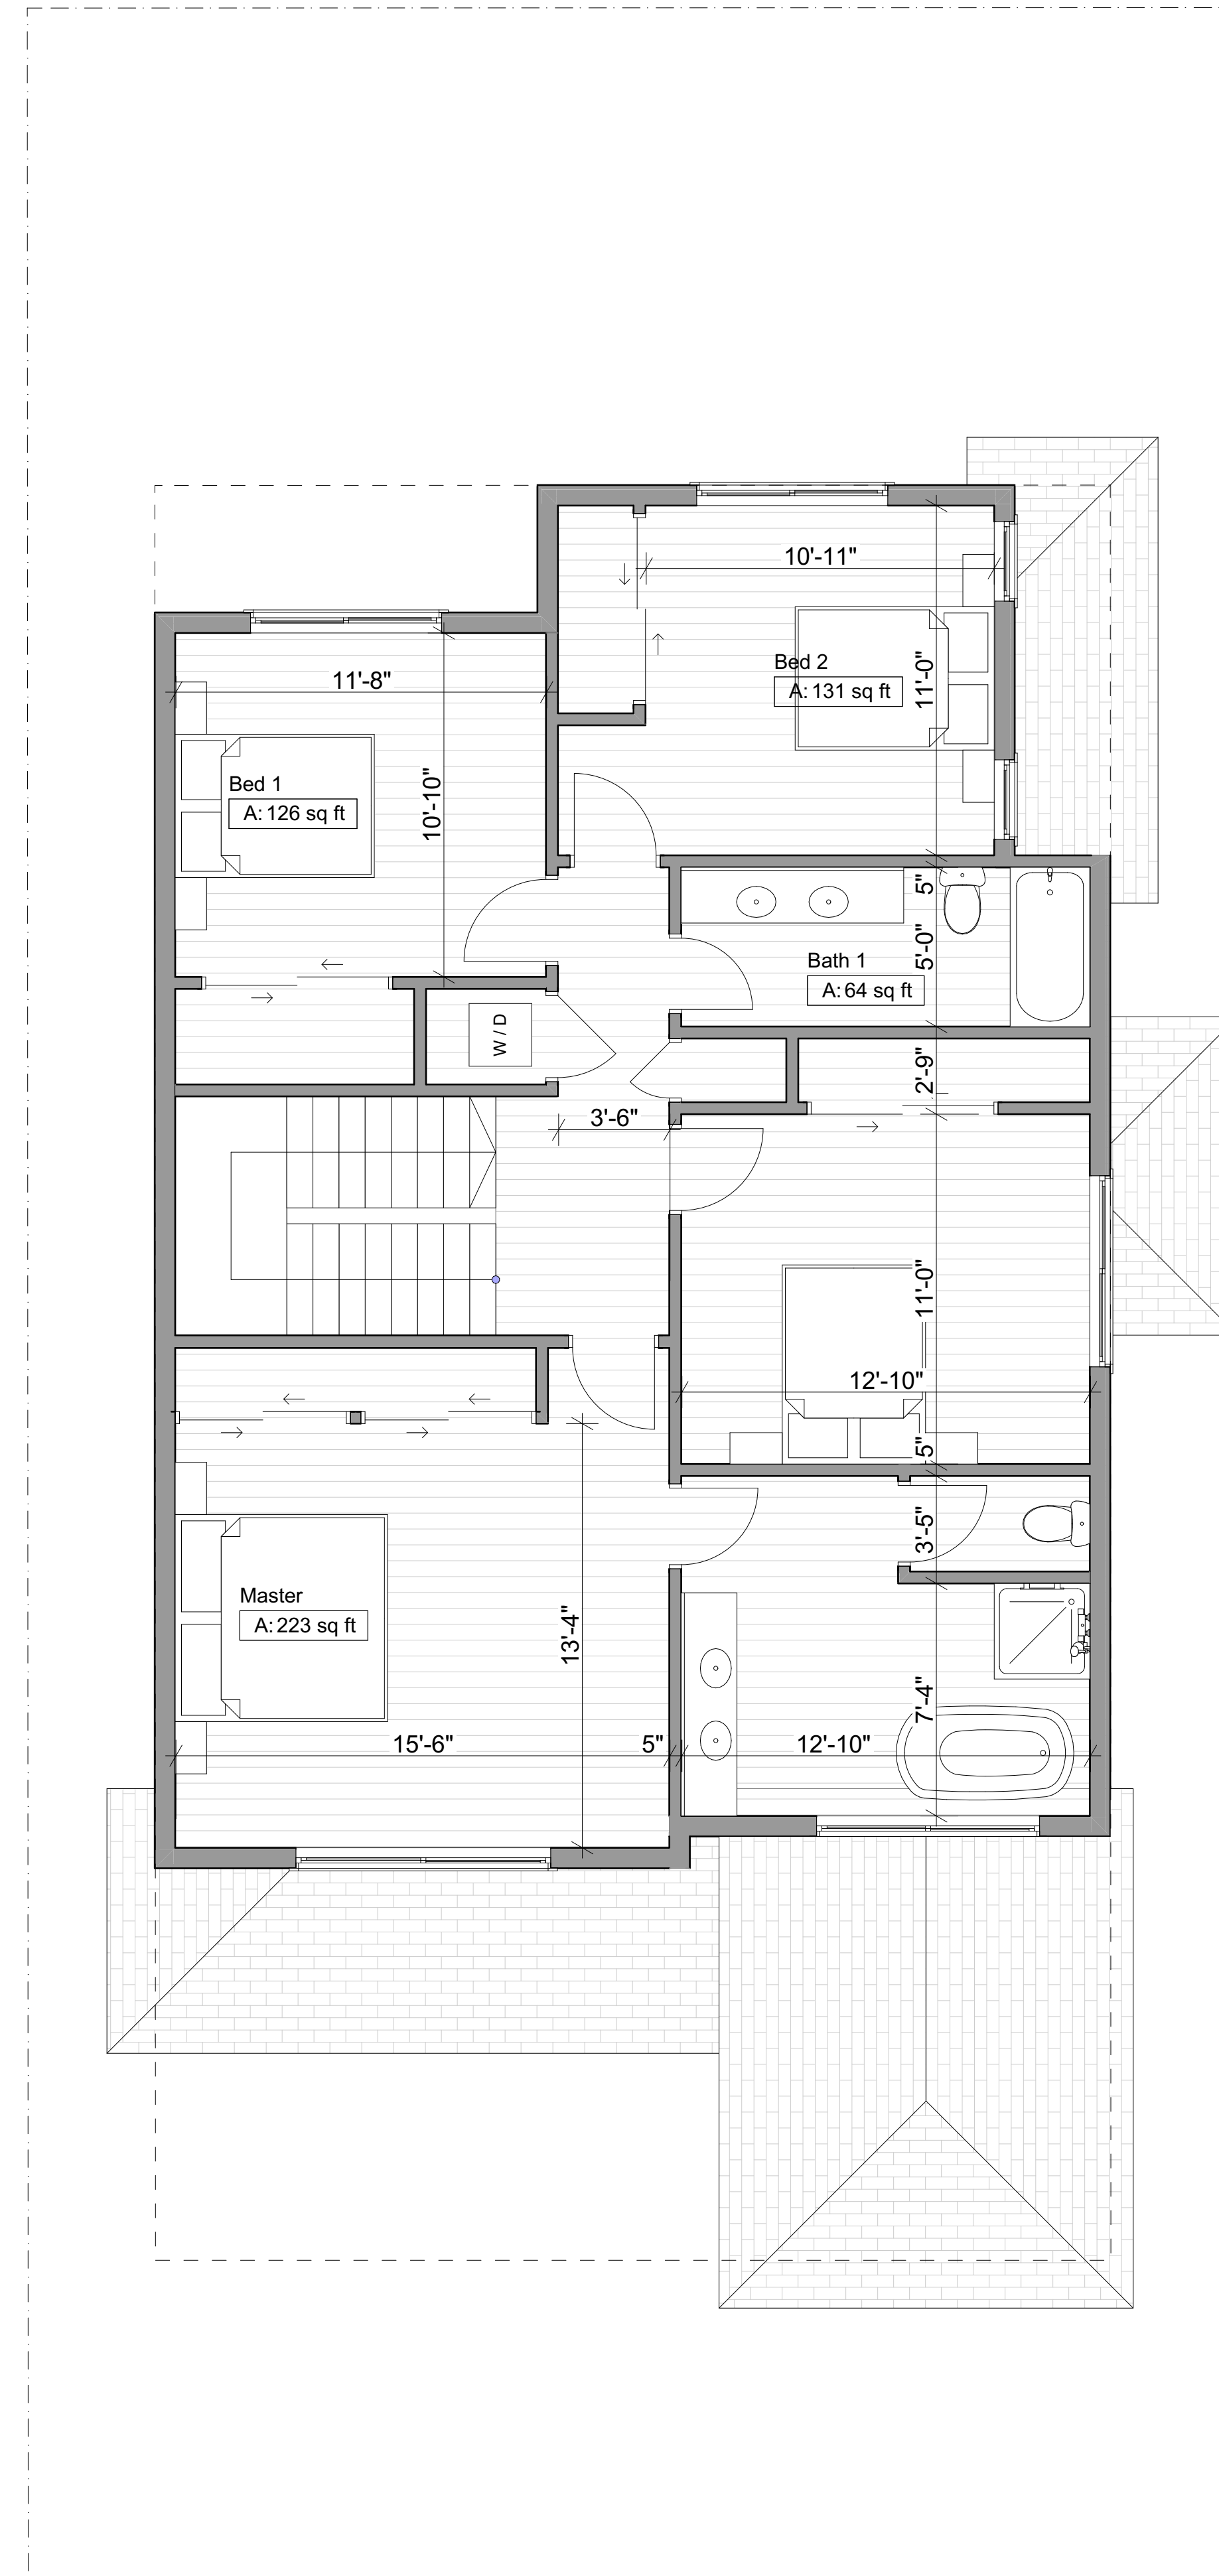 10'-11"
Bed 2
A: 131 sq ft
11'-0"
11'-8"
Bed 1
A: 126 sq ft
10'-10"
5"
5'-0"
Bath 1
A: 64 sq ft
W / D
2'-9"
3'-6"
11'-0"
12'-10"
5"
3'-5"
Master
A: 223 sq ft
13'-4"
7'-4"
15'-6"
5"
12'-10"